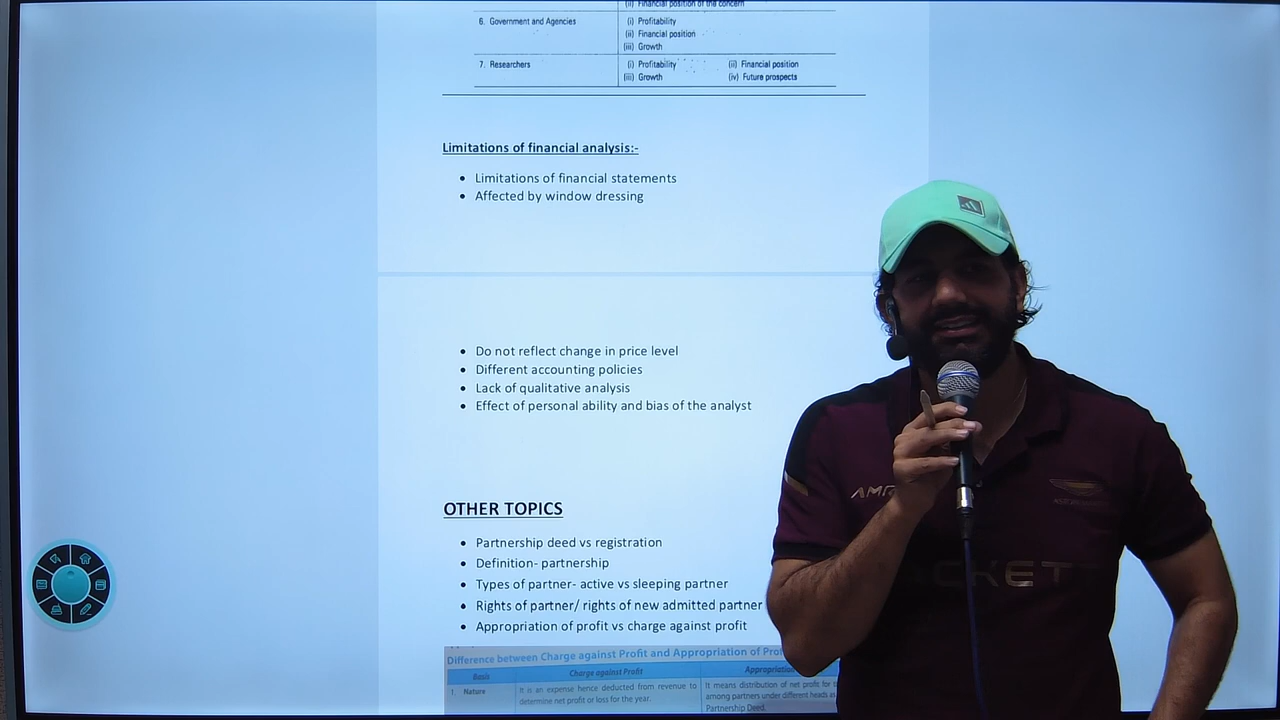 (ii) Financial position of the concern
6. Government and Agencies
(i) Profitability
(ii) Financial position
(iii) Growth
7. Researchers
(i) Profitability (ii) Financial position
(iii) Growth (iv) Future prospects
Limitations of financial analysis:-
• Limitations of financial statements
• Affected by window dressing
• Do not reflect change in price level
• Different accounting policies
• Lack of qualitative analysis
• Effect of personal ability and bias of the analyst
OTHER TOPICS
• Partnership deed vs registration
• Definition- partnership
• Types of partner- active vs sleeping partner
• Rights of partner/ rights of new admitted partner
• Appropriation of profit vs charge against profit
Difference between Charge against Profit and Appropriation of
Basis Charge against Profit
1. Nature
It is an expense hence deducted from revenue to
determine net profit or loss for the year.
It means distribution of net profit for
among partners under different heads as
Partnership Deed.
AMR
CKET